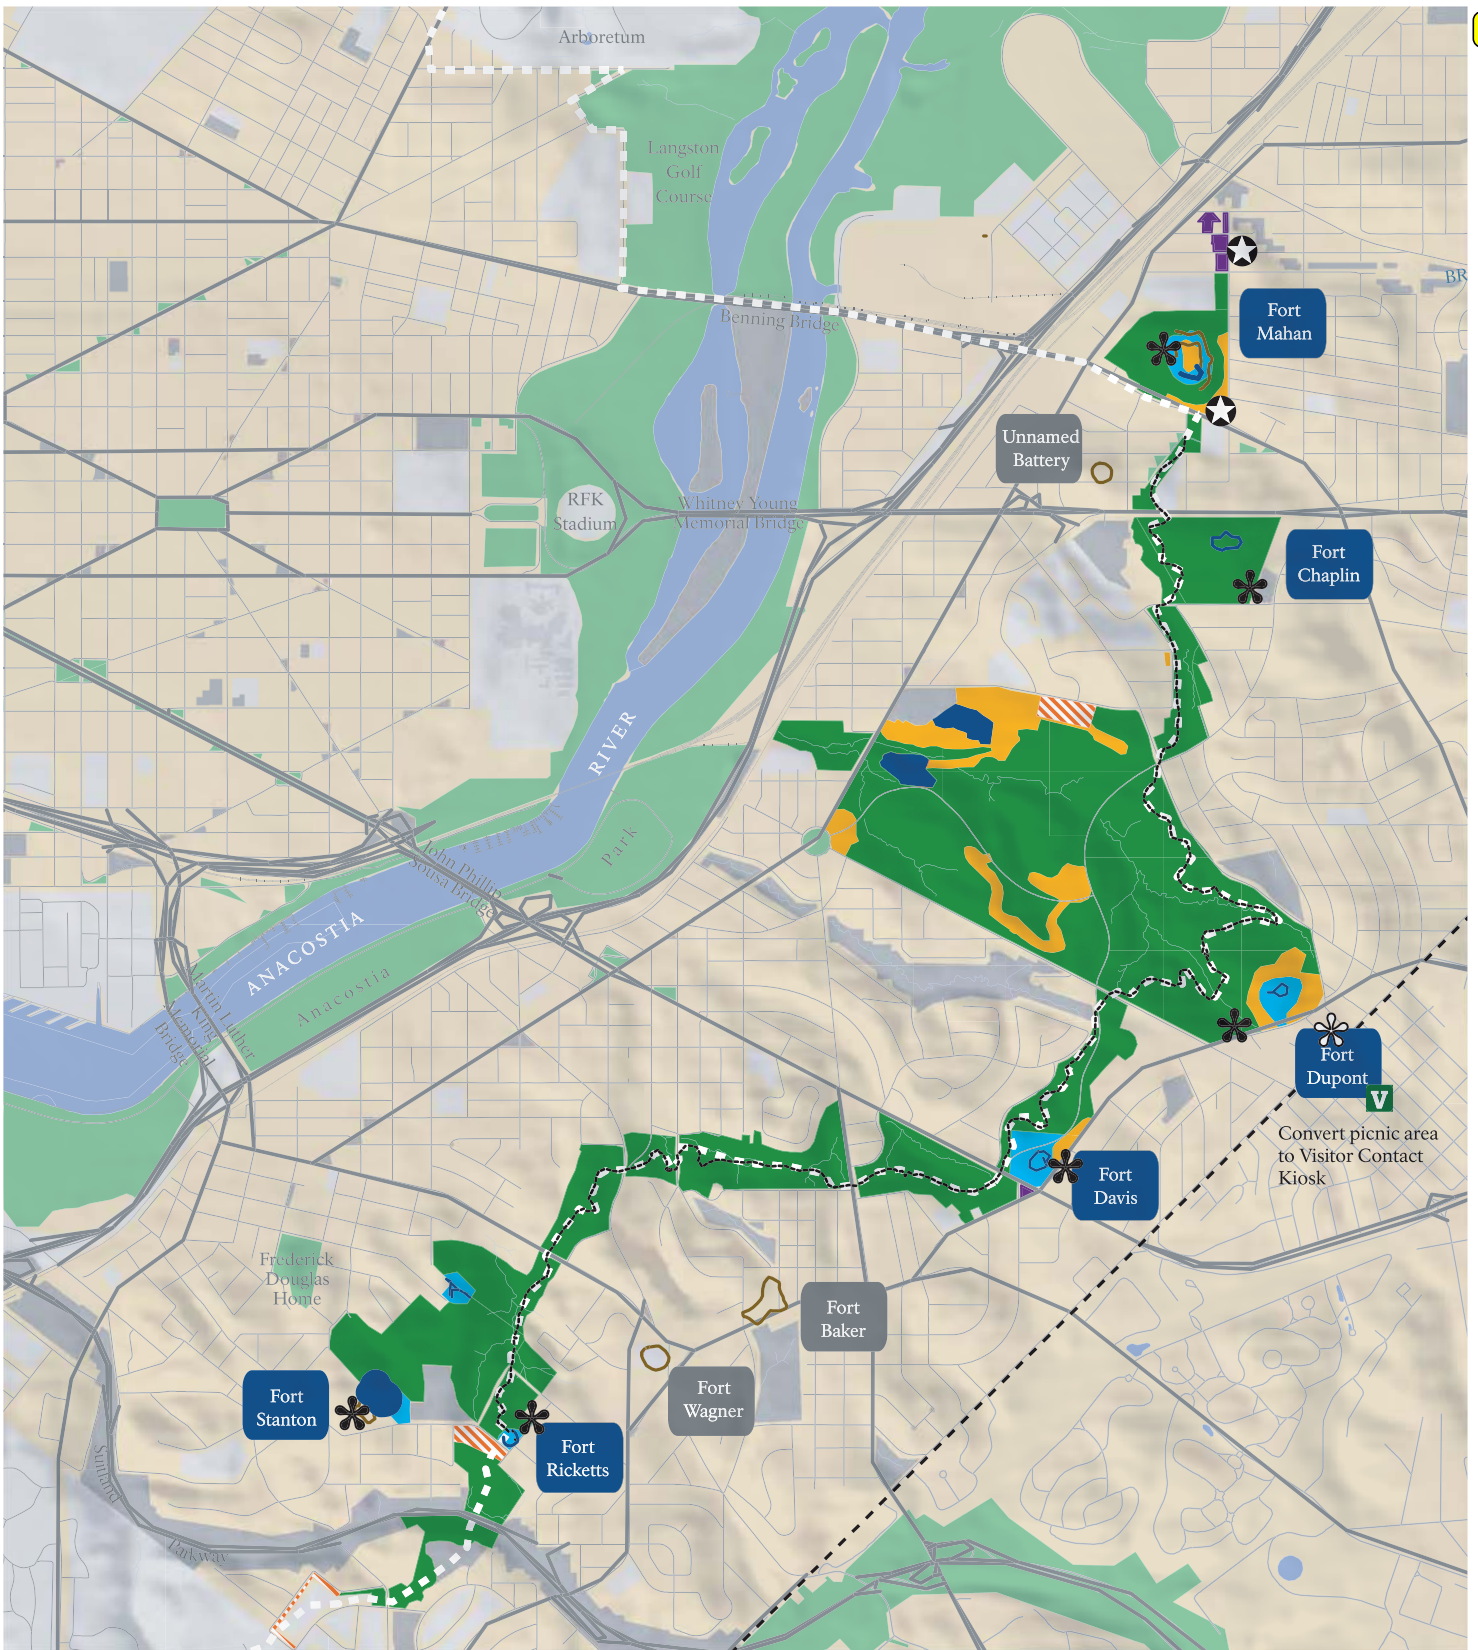 Arboretum
Langston
Golf
Course
BR
Fort
Mahan
Benning Bridge
Unnamed
Battery
RFK
Stadium
Whitney Young
Memorial Bridge
Fort
Chaplin
RIVER
Park
John Phillip
Sousa Bridge
ANACOSTIA
Anacostia
Martin Luther
King
Memorial
Bridge
Fort
Dupont
V
Convert picnic area
to Visitor Contact
Kiosk
Fort
Davis
Frederick
Douglas
Home
Fort
Baker
Fort
Stanton
Fort
Wagner
Fort
Ricketts
Suitland
Parkway